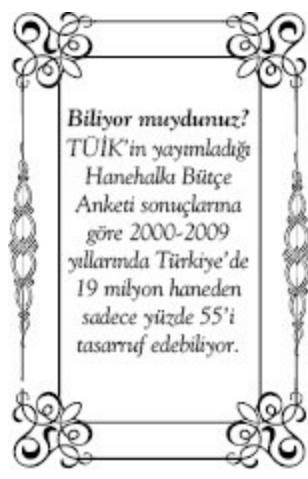 Biliyor muydunuz?
TÜİK'in yayımladığı
Hanehalkı Bütçe
Anketi sonuçlarına
göre 2000-2009
yıllarında Türkiye'de
19 milyon haneden
sadece yüzde 55'i
tasarruf edebiliyor.